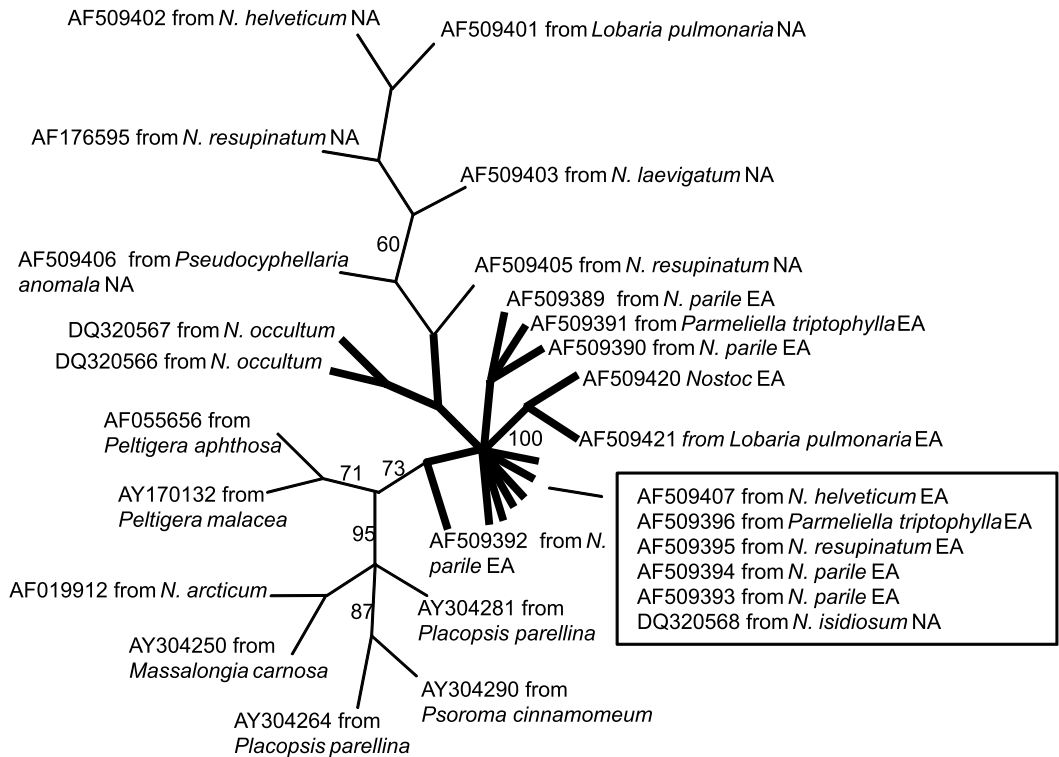 AF509402 from N. helveticum NA
AF509401 from Lobaria pulmonaria NA
AF176595 from N. resupinatum NA
AF509403 from N. laevigatum NA
60
AF509406 from Pseudocyphellaria
anomala NA
AF509405 from N. resupinatum NA
AF509389 from N. parile EA
AF509391 from Parmeliella triptophylla EA
DQ320567 from N. occultum
AF509390 from N. parile EA
DQ320566 from N. occultum
AF509420 Nostoc EA
AF055656 from
Peltigera aphthosa
100
AF509421 from Lobaria pulmonaria EA
71
73
AY170132 from
Peltigera malacea
AF509407 from N. helveticum EA
AF509396 from Parmeliella triptophylla EA
AF509395 from N. resupinatum EA
AF509394 from N. parile EA
AF509393 from N. parile EA
DQ320568 from N. isidiosum NA
95
AF509392 from N.
parile EA
AF019912 from N. arcticum
87
AY304281 from
Placopsis parellina
AY304250 from
Massalongia carnosa
AY304290 from
Psoroma cinnamomeum
AY304264 from
Placopsis parellina